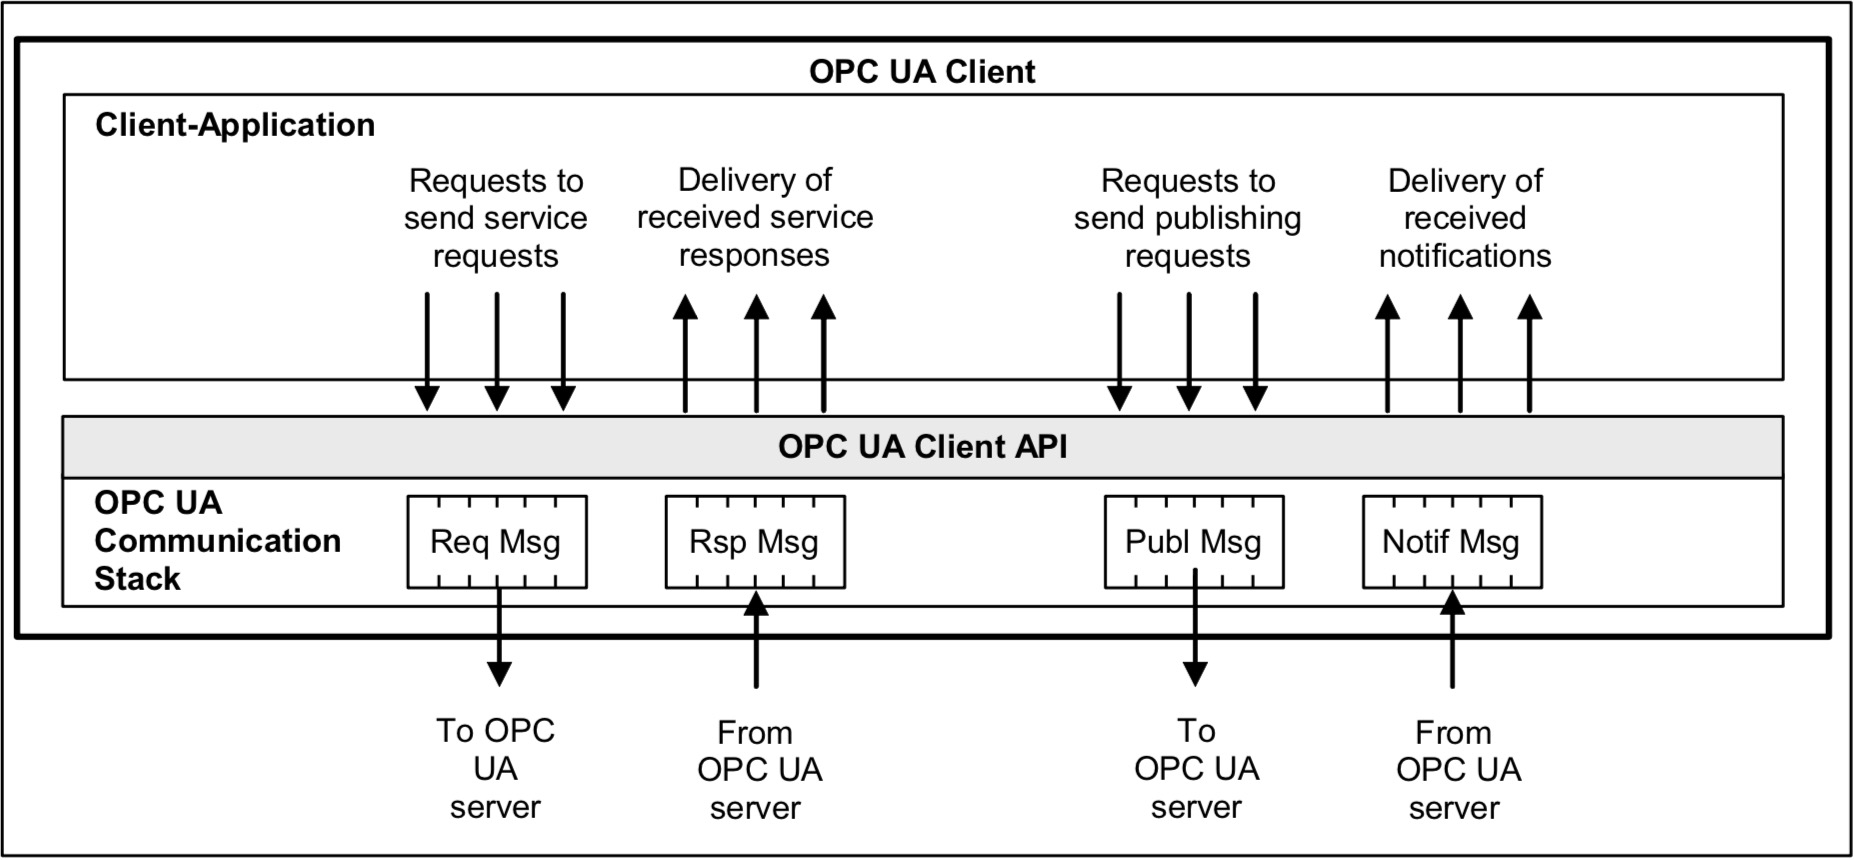 OPC UA Client
Client-Application
Requests to
send service
requests
Delivery of
received service
responses
Requests to
send publishing
requests
Delivery of
received
notifications
OPC UA Client API
OPC UA
Communication
Stack
Req Msg
Rsp Msg
Publ Msg
Notif Msg
To OPC
UA
server
From
OPC UA
server
To
OPC UA
server
From
OPC UA
server